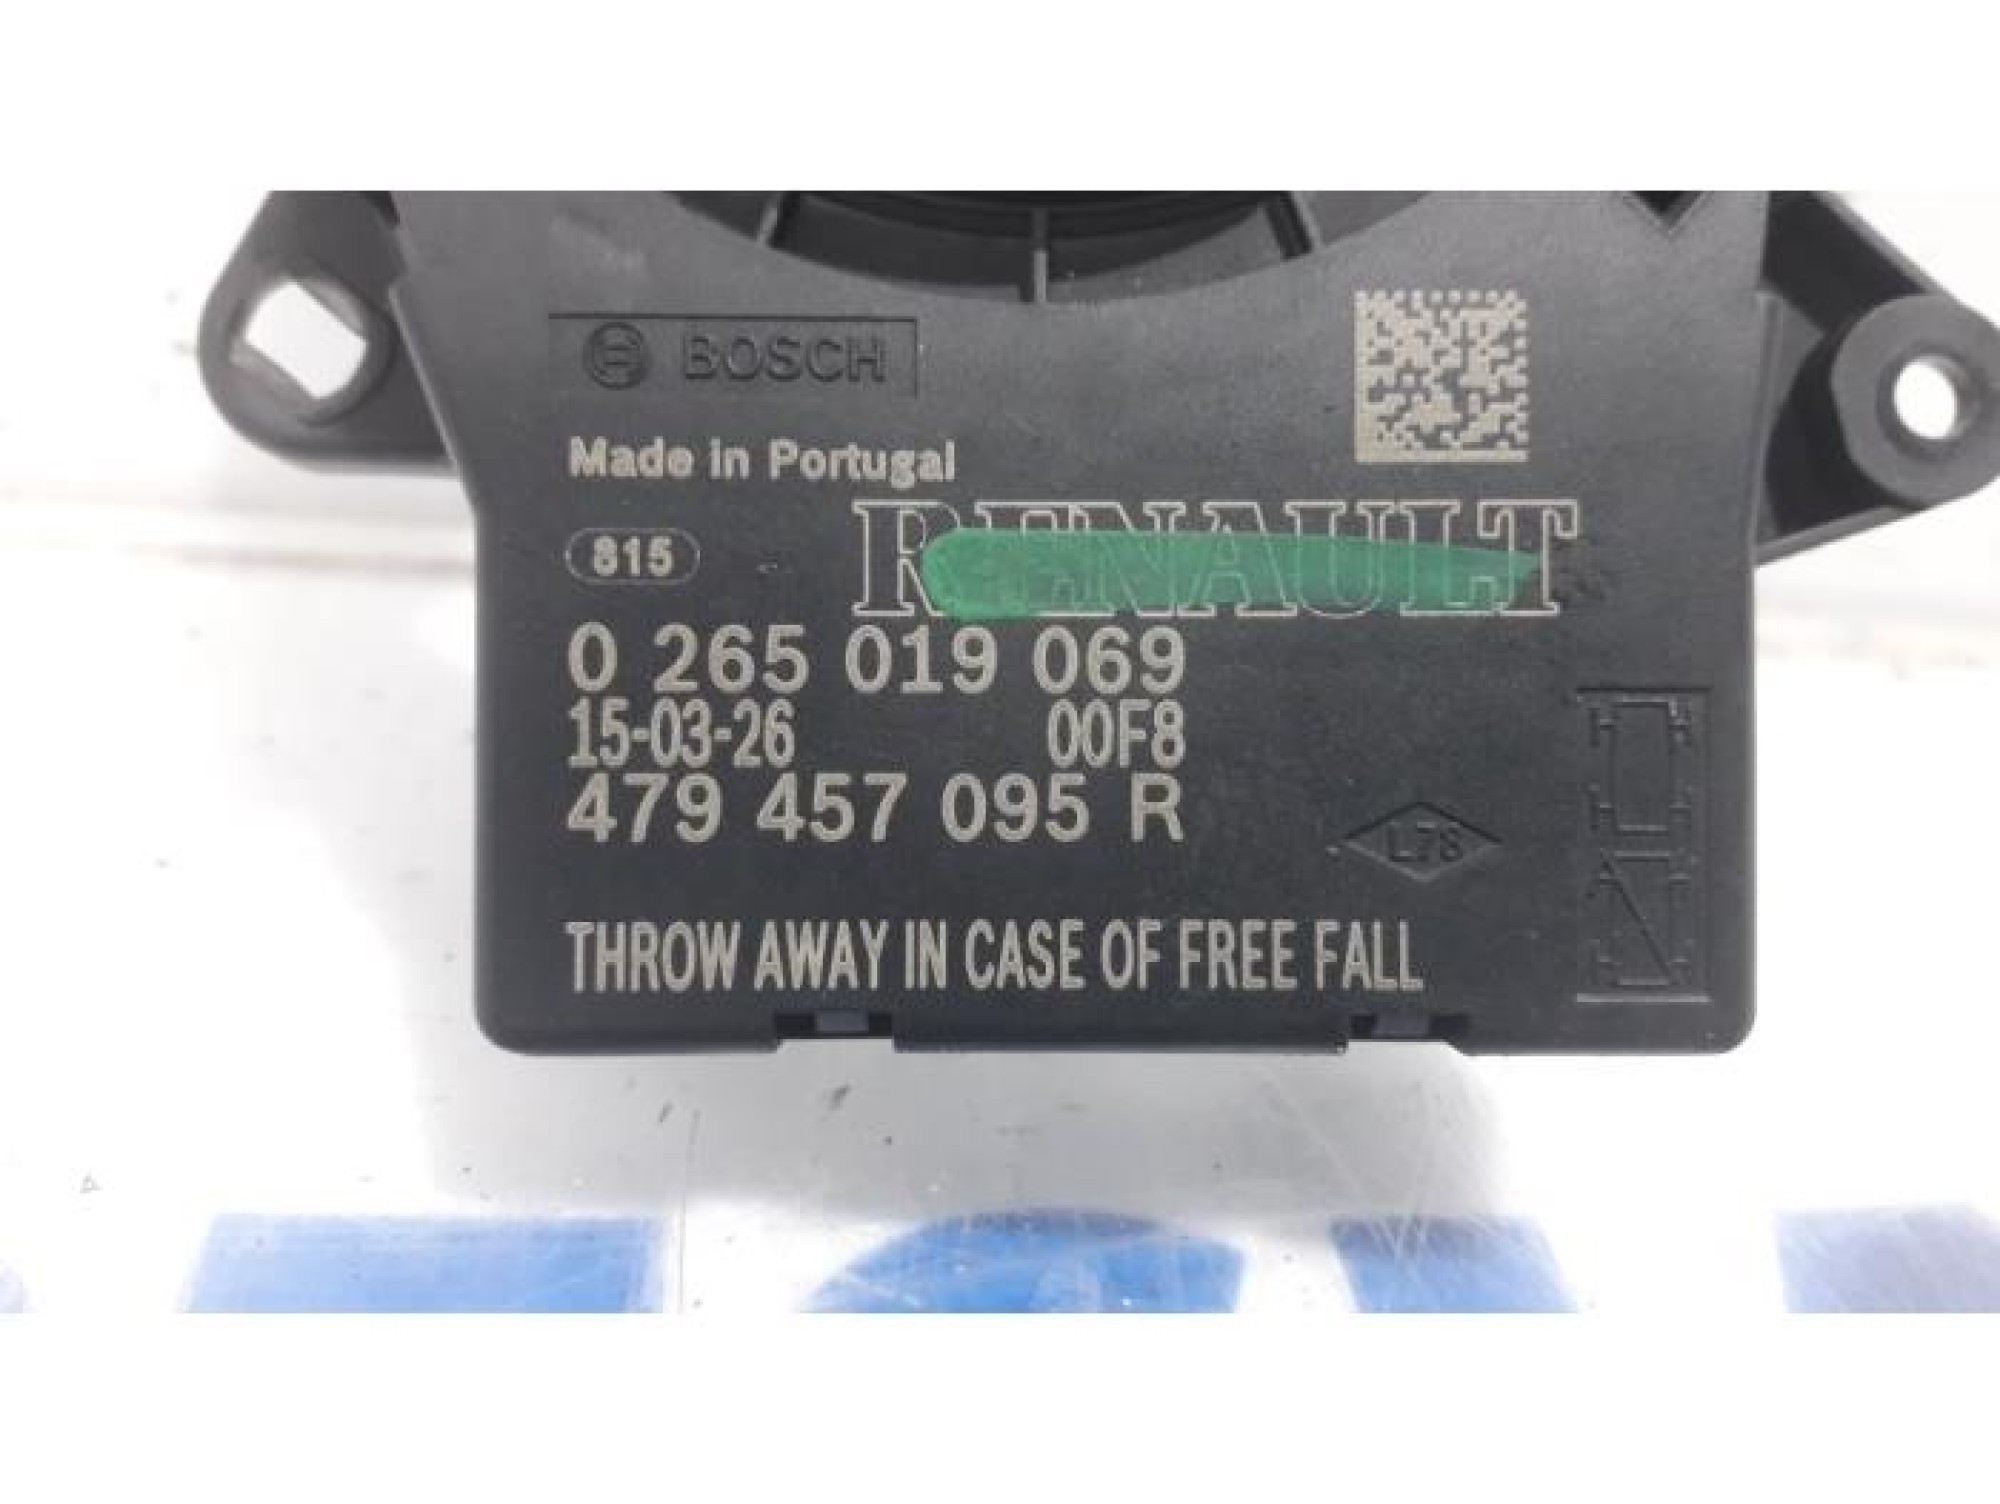 BOSCH
Made in Portugal
RENAULT
815
0 265 019 069
15-03-26 00F8
479 457 095 R
L78
THROW AWAY IN CASE OF FREE FALL